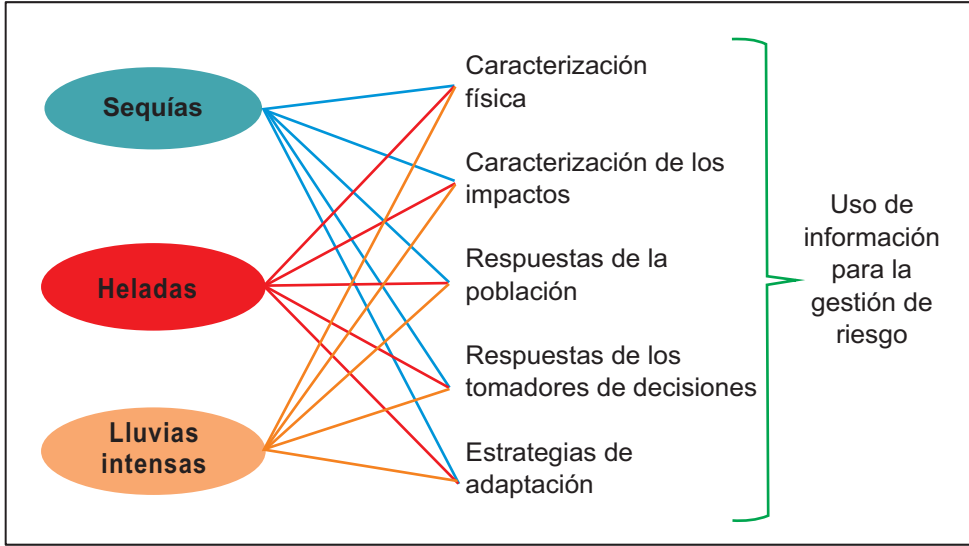 Sequías
Heladas
Lluvias
intensas
Caracterización
física
Caracterización de los
impactos
Respuestas de la
población
Respuestas de los
tomadores de decisiones
Estrategias de
adaptación
Uso de
información
para la
gestión de
riesgo